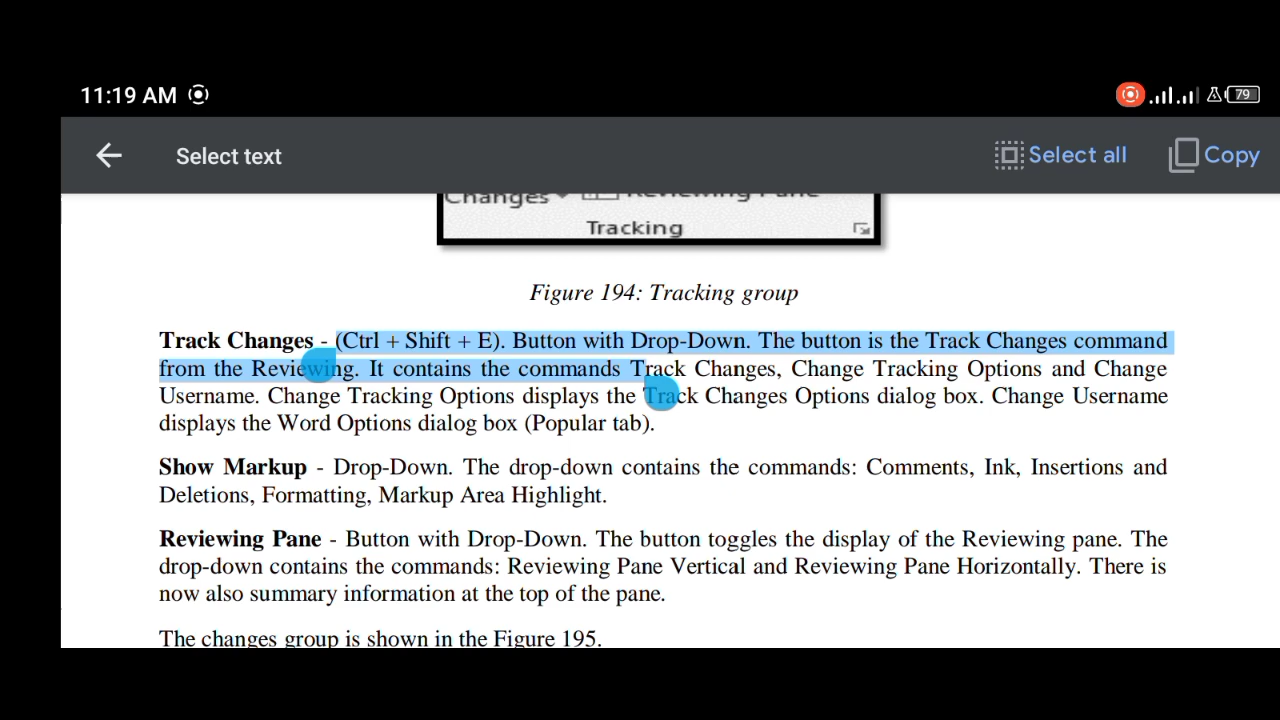 11:19 AM
79
Select text
Select all
Copy
Changes
Reviewing Pane
Tracking
Figure 194: Tracking group
Track Changes - (Ctrl + Shift + E). Button with Drop-Down. The button is the Track Changes command
from the Reviewing. It contains the commands Track Changes, Change Tracking Options and Change
Username. Change Tracking Options displays the Track Changes Options dialog box. Change Username
displays the Word Options dialog box (Popular tab).
Show Markup - Drop-Down. The drop-down contains the commands: Comments, Ink, Insertions and
Deletions, Formatting, Markup Area Highlight.
Reviewing Pane - Button with Drop-Down. The button toggles the display of the Reviewing pane. The
drop-down contains the commands: Reviewing Pane Vertical and Reviewing Pane Horizontally. There is
now also summary information at the top of the pane.
The changes group is shown in the Figure 195.